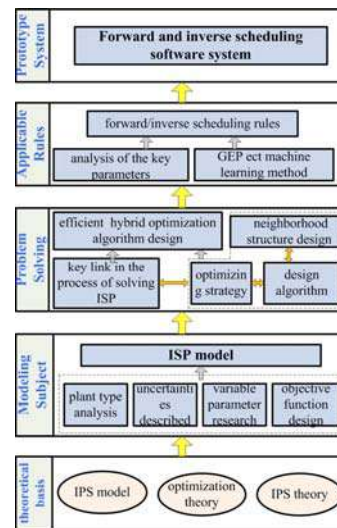 Prototype
System
Forward and inverse scheduling
software system
Applicable
Rules
forward/inverse scheduling rules
analysis of the key
parameters
GEP ect machine
learning method
Problem
Solving
efficient hybrid optimization
algorithm design
neighborhood
structure design
key link in the
process of solving
ISP
optimizin
g strategy
design
algorithm
Modeling
Subject
ISP model
plant type
analysis
uncertainti
es
described
variable
parameter
research
objective
function
design
theoretical
basis
IPS model
optimization
theory
IPS theory